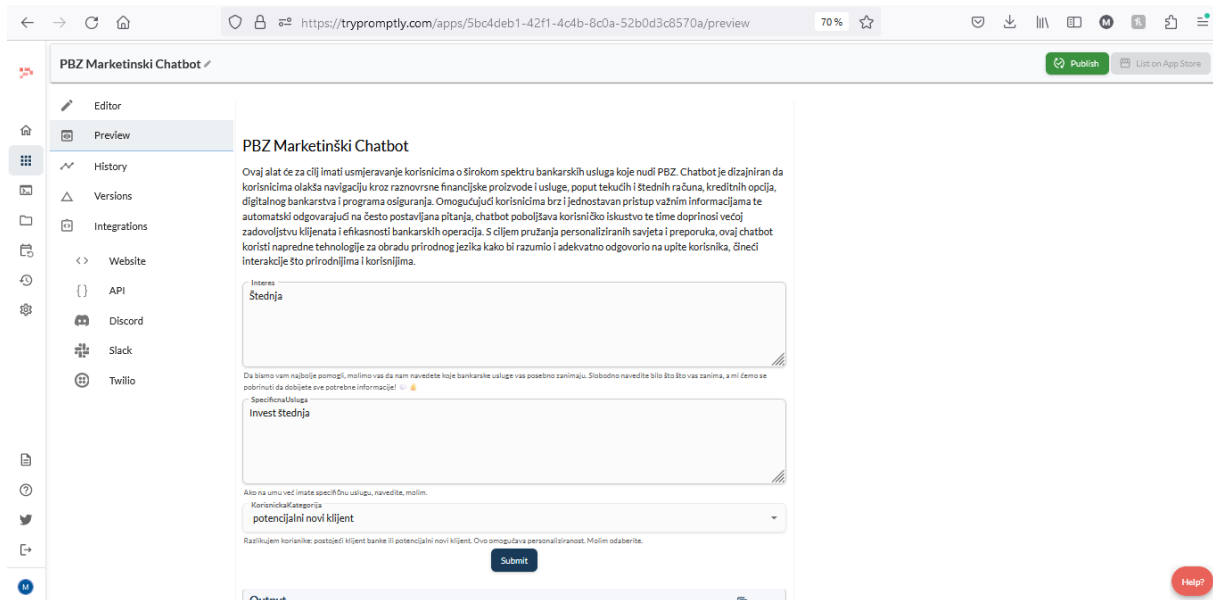 https://trypromptly.com/apps/5bc4deb1-42f1-4c4b-8c0a-52b0d3c8570a/preview
70%
PBZ Marketinski Chatbot
Publish
List on App Store
Editor
Preview
History
Versions
Integrations
Website
API
Discord
Slack
Twilio
PBZ Marketinški Chatbot
Ovaj alat će za cilj imati usmjeravanje korisnicima o širokom spektru bankarskih usluga koje nudi PBZ. Chatbot je dizajniran da
korisnicima olakša navigaciju kroz raznovrsne financijske proizvode i usluge, poput tekućih i štednih računa, kreditnih opcija,
digitalnog bankarstva i programa osiguranja. Omogućujući korisnicima brz i jednostavan pristup važnim informacijama te
automatski odgovarajući na često postavljana pitanja, chatbot poboljšava korisničko iskustvo te time doprinosi većoj
zadovoljstvu klijenata i efikasnosti bankarskih operacija. S ciljem pružanja personaliziranih savjeta i preporuka, ovaj chatbot
koristi napredne tehnologije za obradu prirodnog jezika kako bi razumio i adekvatno odgovorio na upite korisnika, čineći
interakcije što prirodnijima i korisnijima.
Interes
Štednja
Da bismo vam najbolje pomogli, molimo vas da nam navedete koje bankarske usluge vas posebno zanimaju. Slobodno navedite bilo što što vas zanima, a mi ćemo se
pobrinuti da dobijete sve potrebne informacije!
SpecificnaUsluga
Invest štednja
Ako na umu već imate specifičnu uslugu, navedite, molim.
KorisnickaKategorija
potencijalni novi klijent
Razlikujem korisnike: postojeći klijent banke ili potencijalni novi klijent. Ovo omogućava personaliziranost. Molim odaberite.
Submit
Output
M
M
Help?